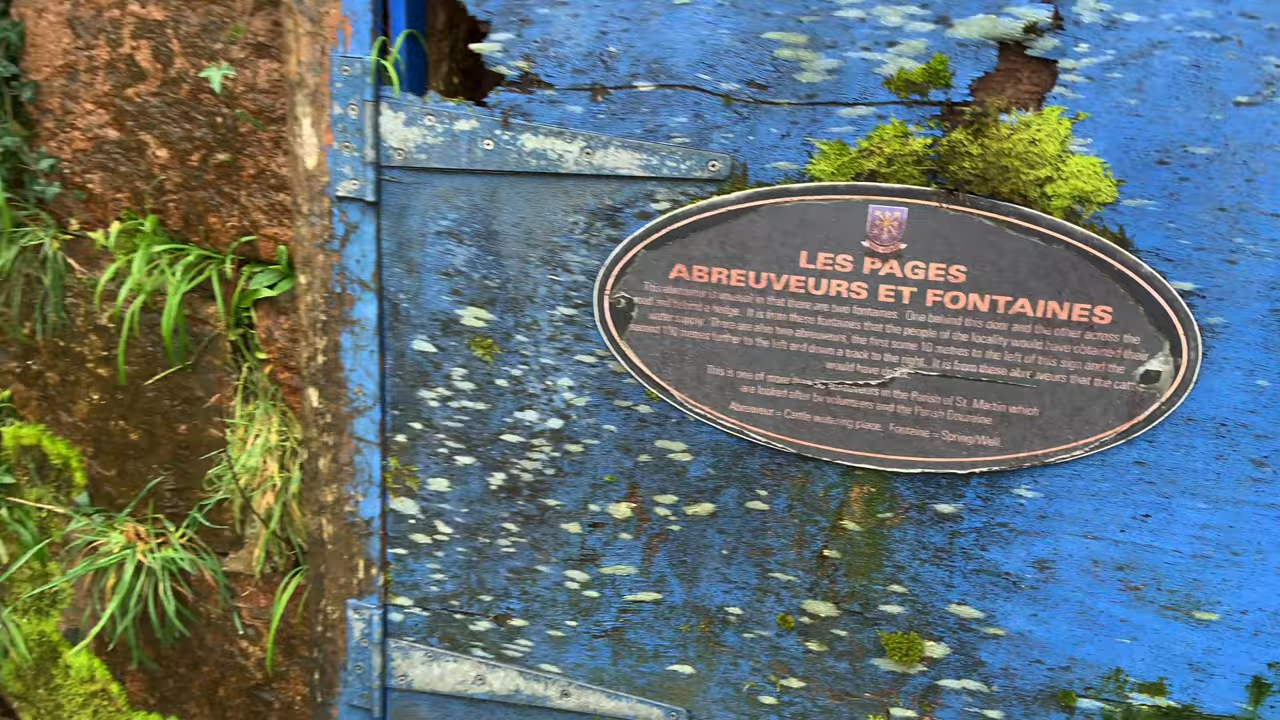 LES PAGES
ABREUVEURS ET FONTAINES
This abreuveur is unusual in that there are two fontaines. One behind this door and the other across the
road and behind a hedge. It is from these fontaines that the people of the locality would have obtained their
water supply. There are also two abreuveurs, the first some 10 metres to the left of this sign and the
second 110 metres further to the left and down a track to the right. It is from these abreuveurs that the cattle
would have
This is one of more abreuveurs in the Parish of St. Martin which
are looked after by volunteers and the Parish Douzaine.
Abreuveur = Cattle watering place. Fontaine = Spring/Well